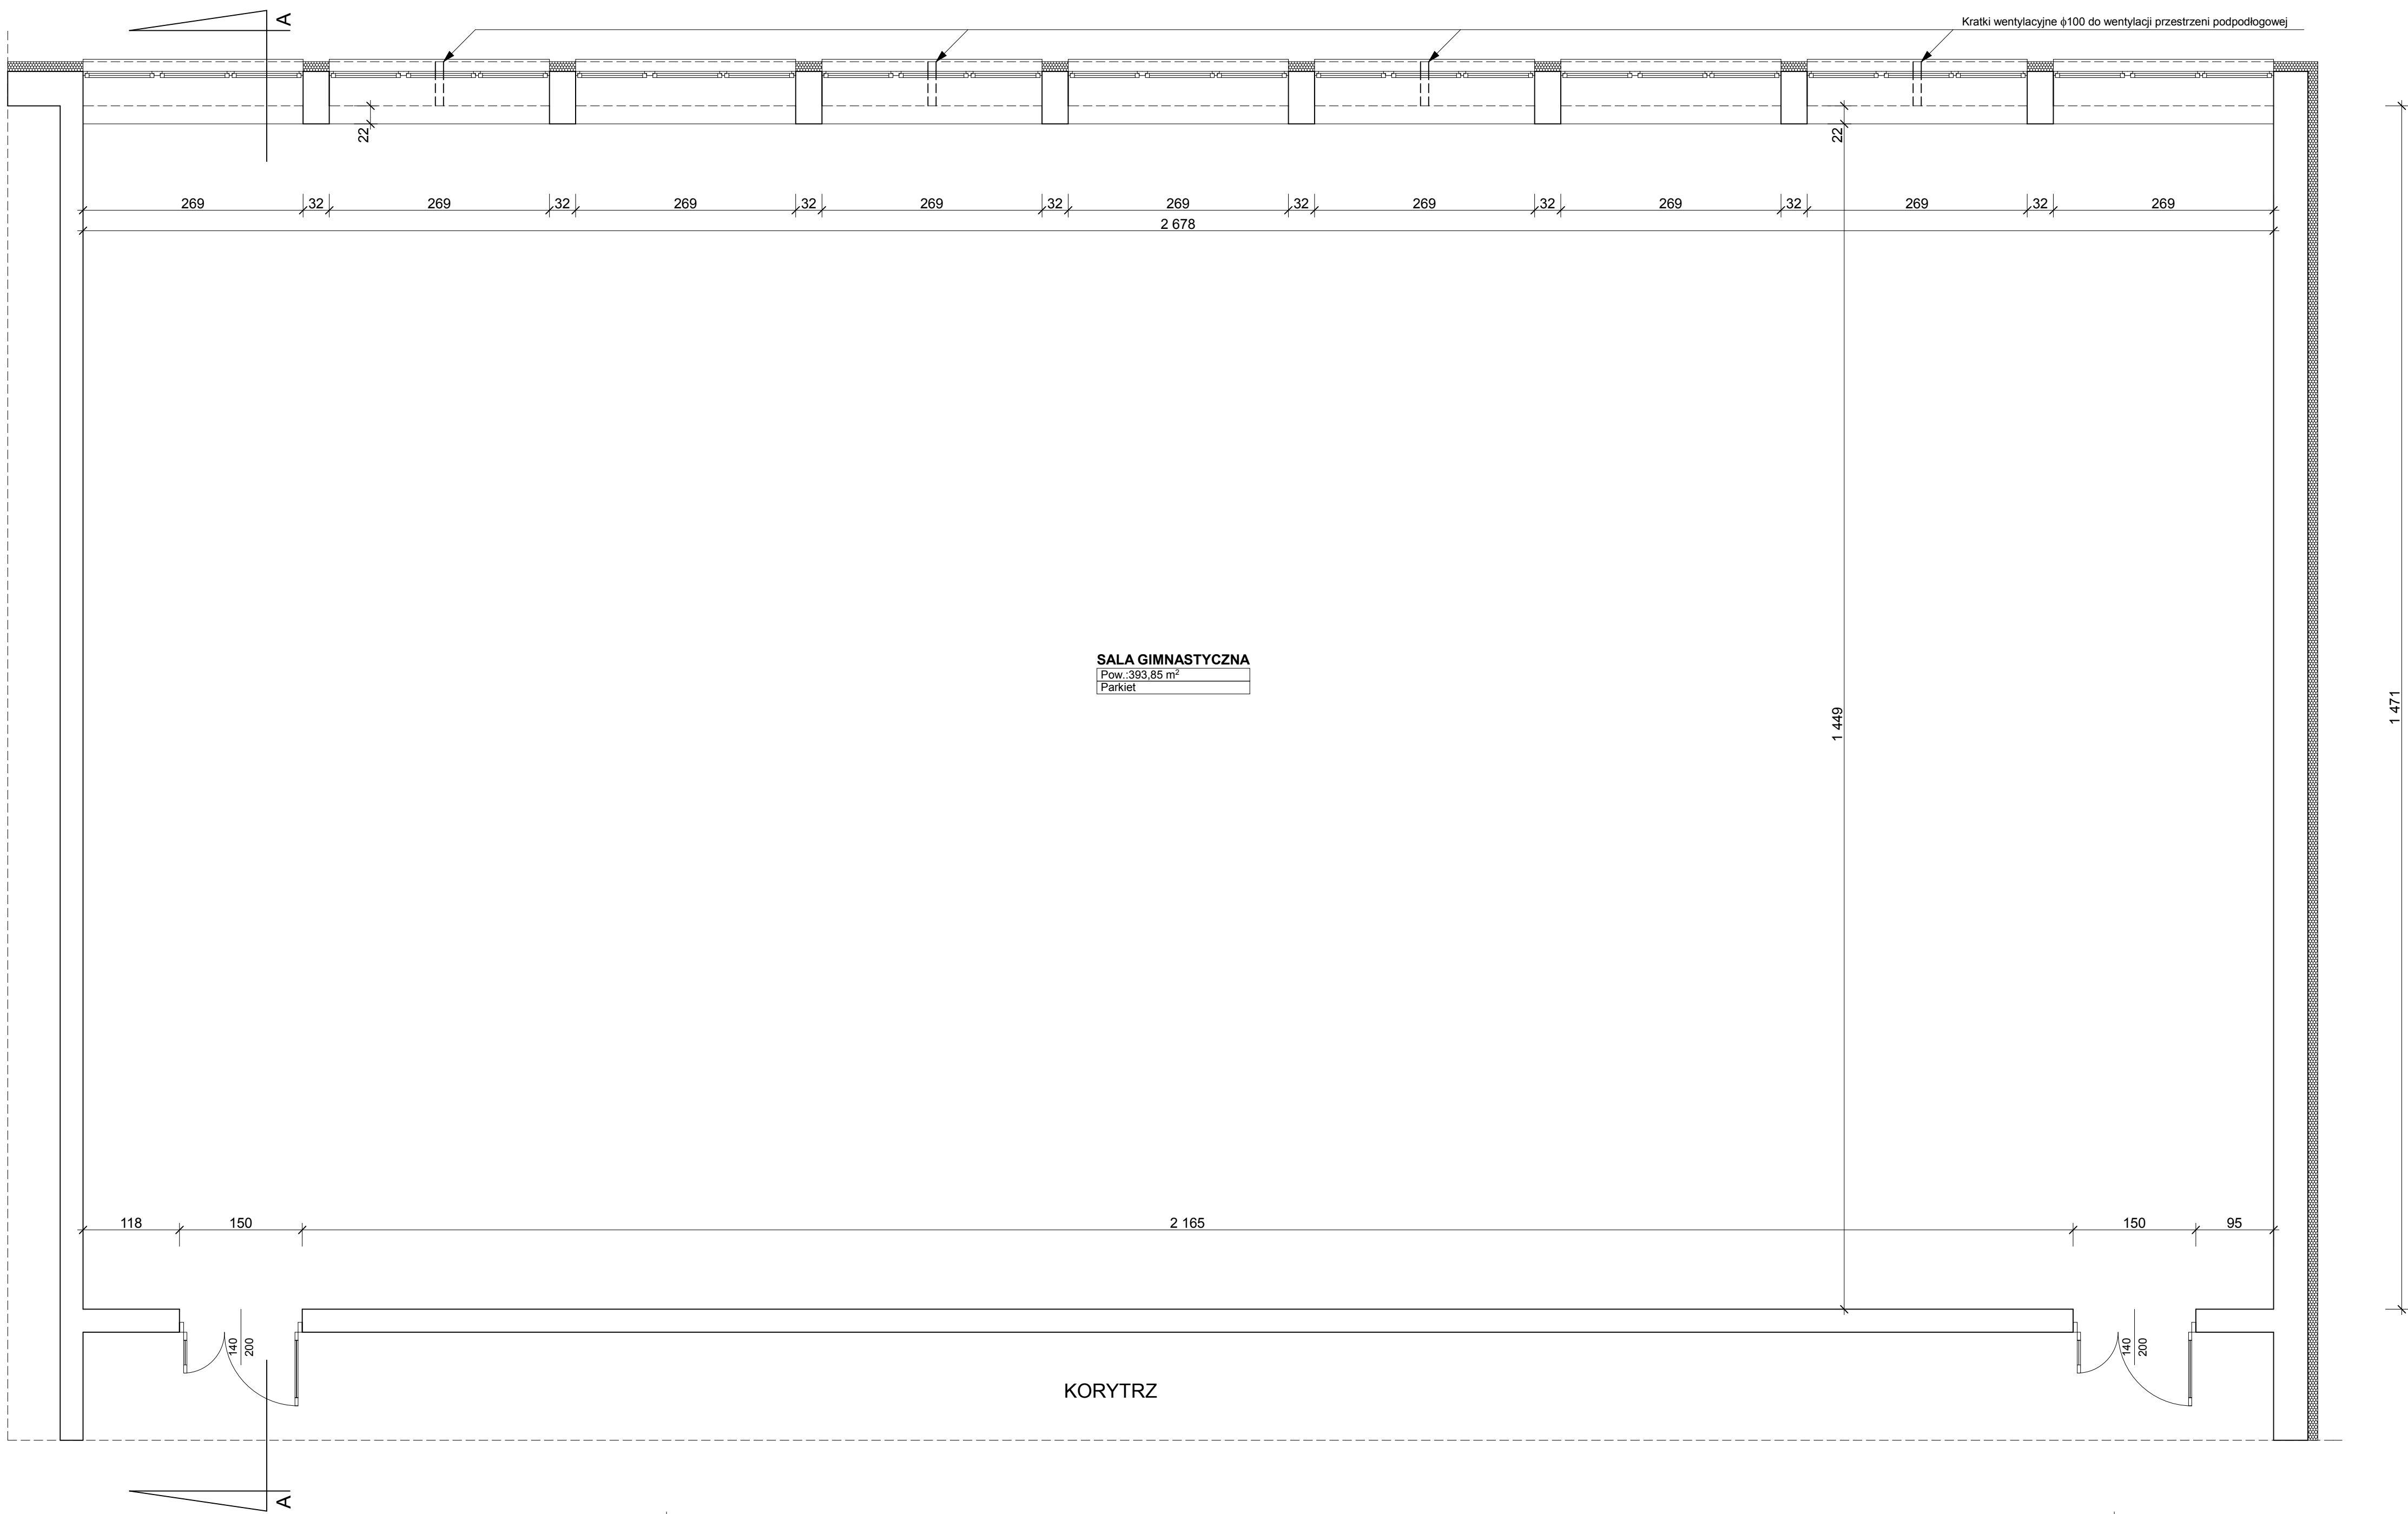 A
Kratki wentylacyjne ϕ100 do wentylacji przestrzeni podpodłogowej
22
22
269 32 269 32 269 32 269 32 269 32 269 32 269 32 269 32 269
2 678
SALA GIMNASTYCZNA
Pow.:393,85 m²
Parkiet
1 449
1 471
118 150 2 165 150 95
140
200
140
200
KORYTRZ
A